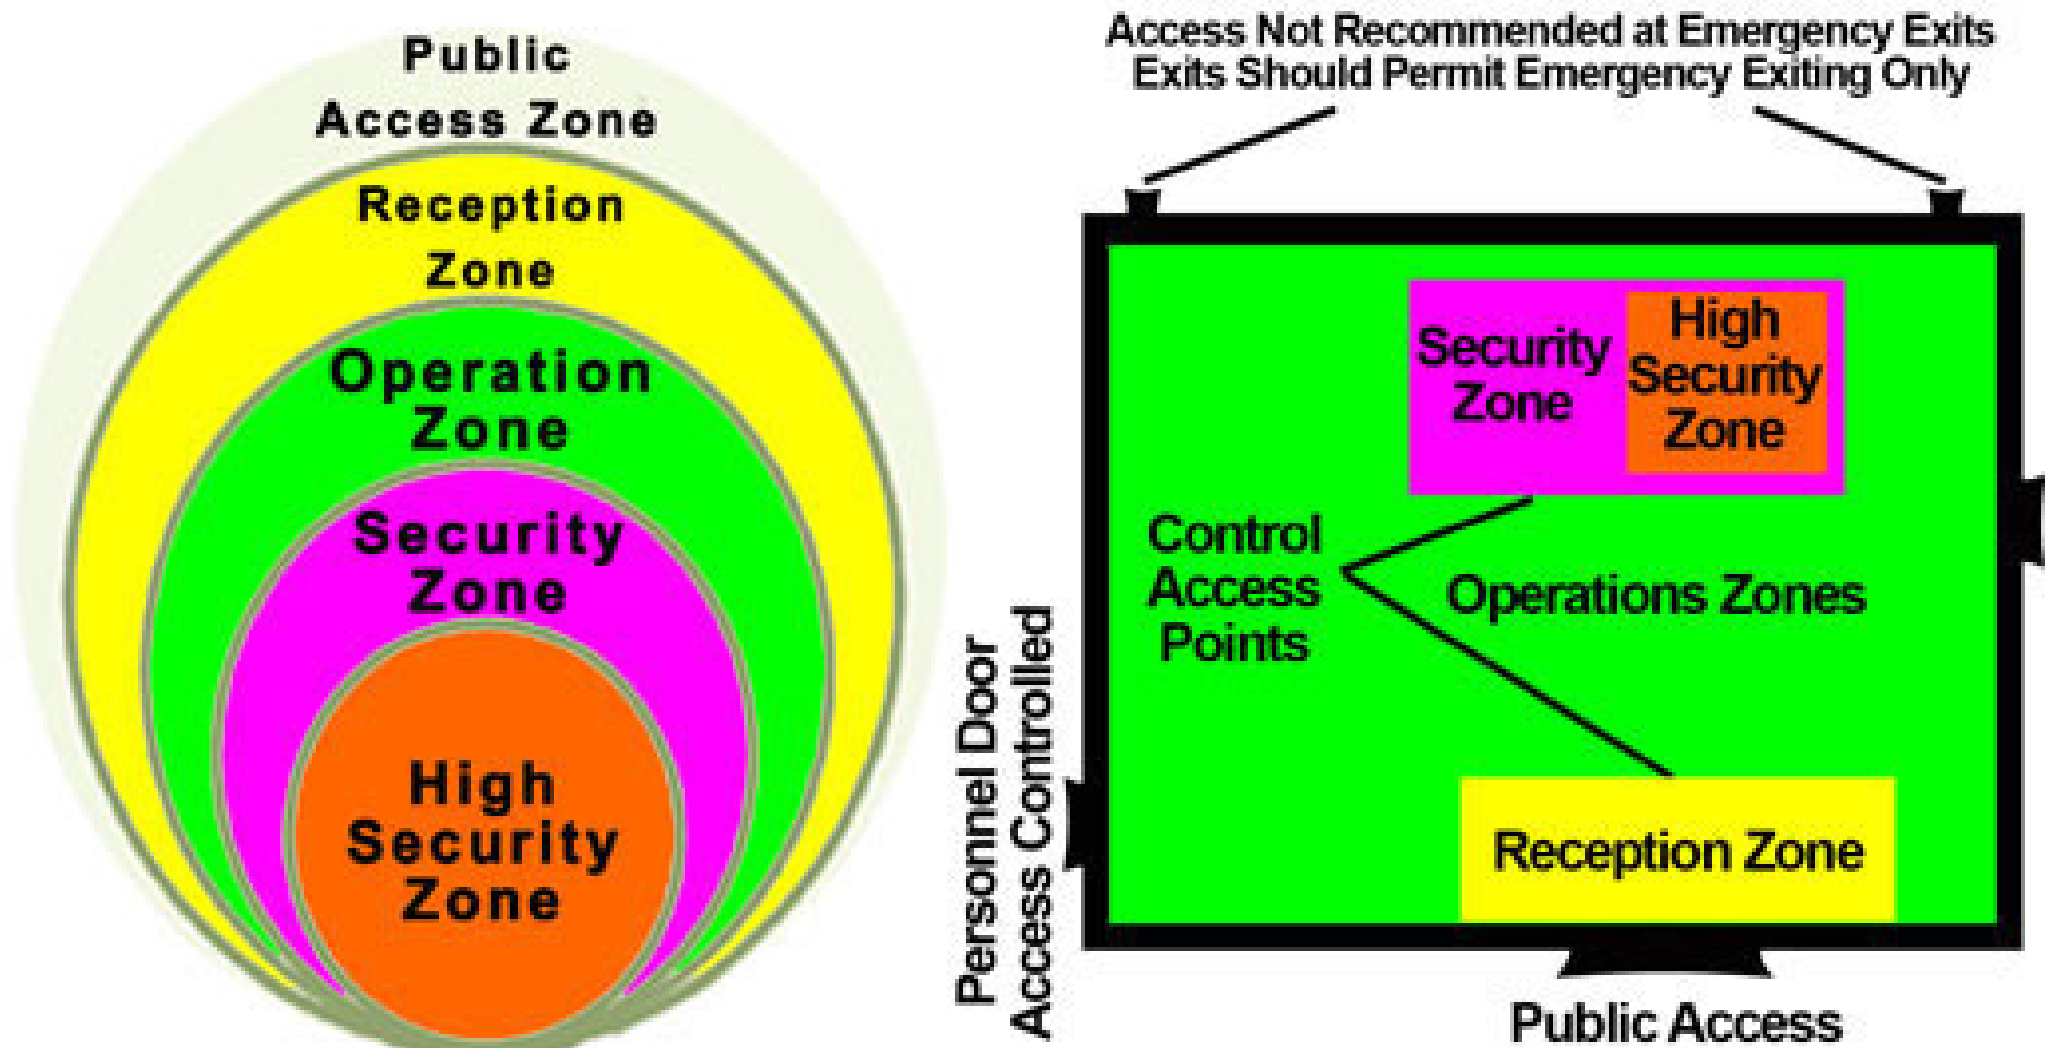 Public
Access Zone
Reception
Zone
Operation
Zone
Security
Zone
High
Security
Zone
Access Not Recommended at Emergency Exits
Exits Should Permit Emergency Exiting Only
Security
Zone
High
Security
Zone
Control
Access
Points
Operations Zones
Reception Zone
Personnel Door
Access Controlled
Public Access